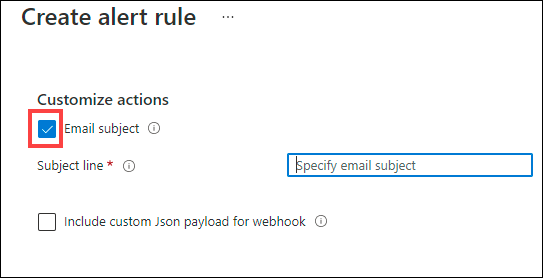 Create alert rule ...
Customize actions
Email subject
Subject line * Specify email subject
Include custom Json payload for webhook